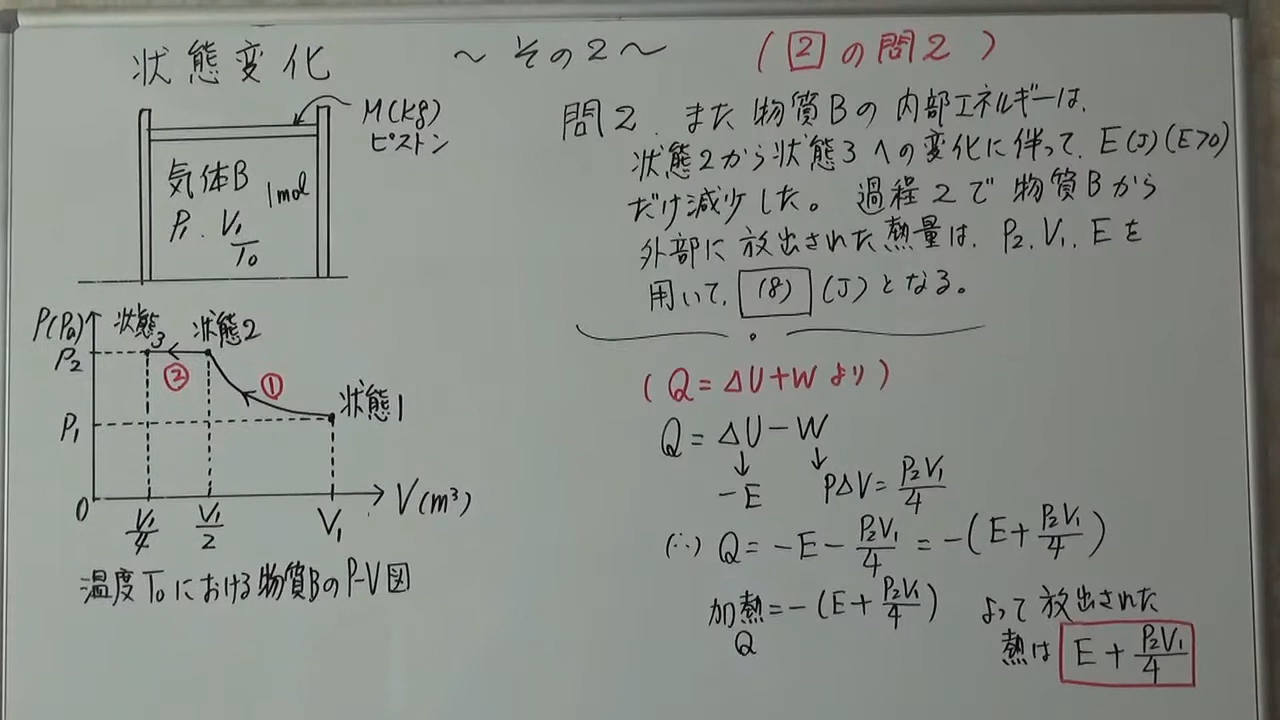 状態変化 〜その2〜 (2の問2)
M(kg)
ピストン
気体B 1mol
P₁. V₁
T₀
問2. また物質Bの内部エネルギーは、
状態2から状態3への変化に伴って、E(J)(E>0)
だけ減少した。過程2で物質Bから
外部に放出された熱量は、P₂、V₁、Eを
用いて、(8)(J)となる。
P(Pa) 状態3 状態2
P₂
② ①
状態1
P₁
0 V₁/4 V₁/2 V₁ V(m³)
温度T₀における物質BのP-V図
(Q=ΔU+Wより)
Q=ΔU-W
↓ ↓
-E PΔV=P₂V₁/4
(∴) Q=-E-P₂V₁/4=-(E+P₂V₁/4)
加熱=-(E+P₂V₁/4)
Q
よって放出された
熱は E+P₂V₁/4